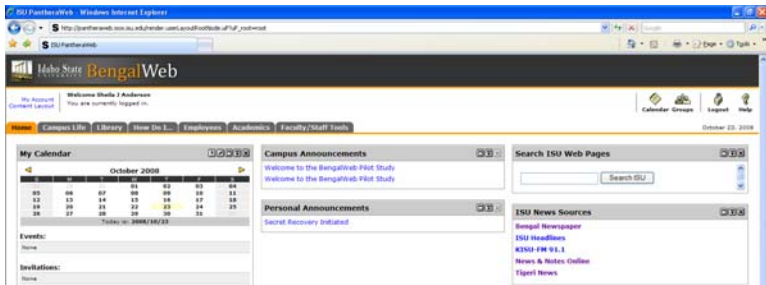 ISU PantheraWeb - Windows Internet Explorer
ISU PantheraWeb
Page
Tools
Idaho State
UNIVERSITY
BengalWeb
My Account
Content Layout
Welcome Sheila J Anderson
You are currently logged in.
Calendar Groups Logout Help
Home Campus Life Library How Do I... Employees Academics Faculty/Staff Tools
October 23, 2008
My Calendar
October 2008
S M T W T F S
01 02 03 04
05 06 07 08 09 10 11
12 13 14 15 16 17 18
19 20 21 22 23 24 25
26 27 28 29 30 31
Today is: 2008/10/23
Events:
None
Invitations:
None
Campus Announcements
Welcome to the BengalWeb Pilot Study
Welcome to the BengalWeb Pilot Study
Personal Announcements
Secret Recovery Initiated
Search ISU Web Pages
Search ISU
ISU News Sources
Bengal Newspaper
ISU Headlines
KISU-FM 91.1
News & Notes Online
Tigeri News